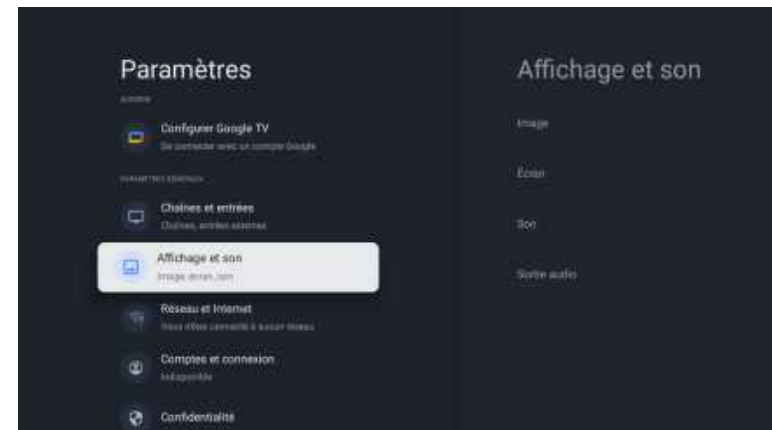 Paramètres
Configurer Google TV
Se connecter avec un compte Google
PARAMÈTRES GÉNÉRAUX
Chaînes et entrées
Chaînes, entrées externes
Affichage et son
Image, écran, son
Réseau et Internet
Vous n'êtes connecté à aucun réseau
Comptes et connexion
Indisponible
Confidentialité
Affichage et son
Image
Écran
Son
Sortie audio